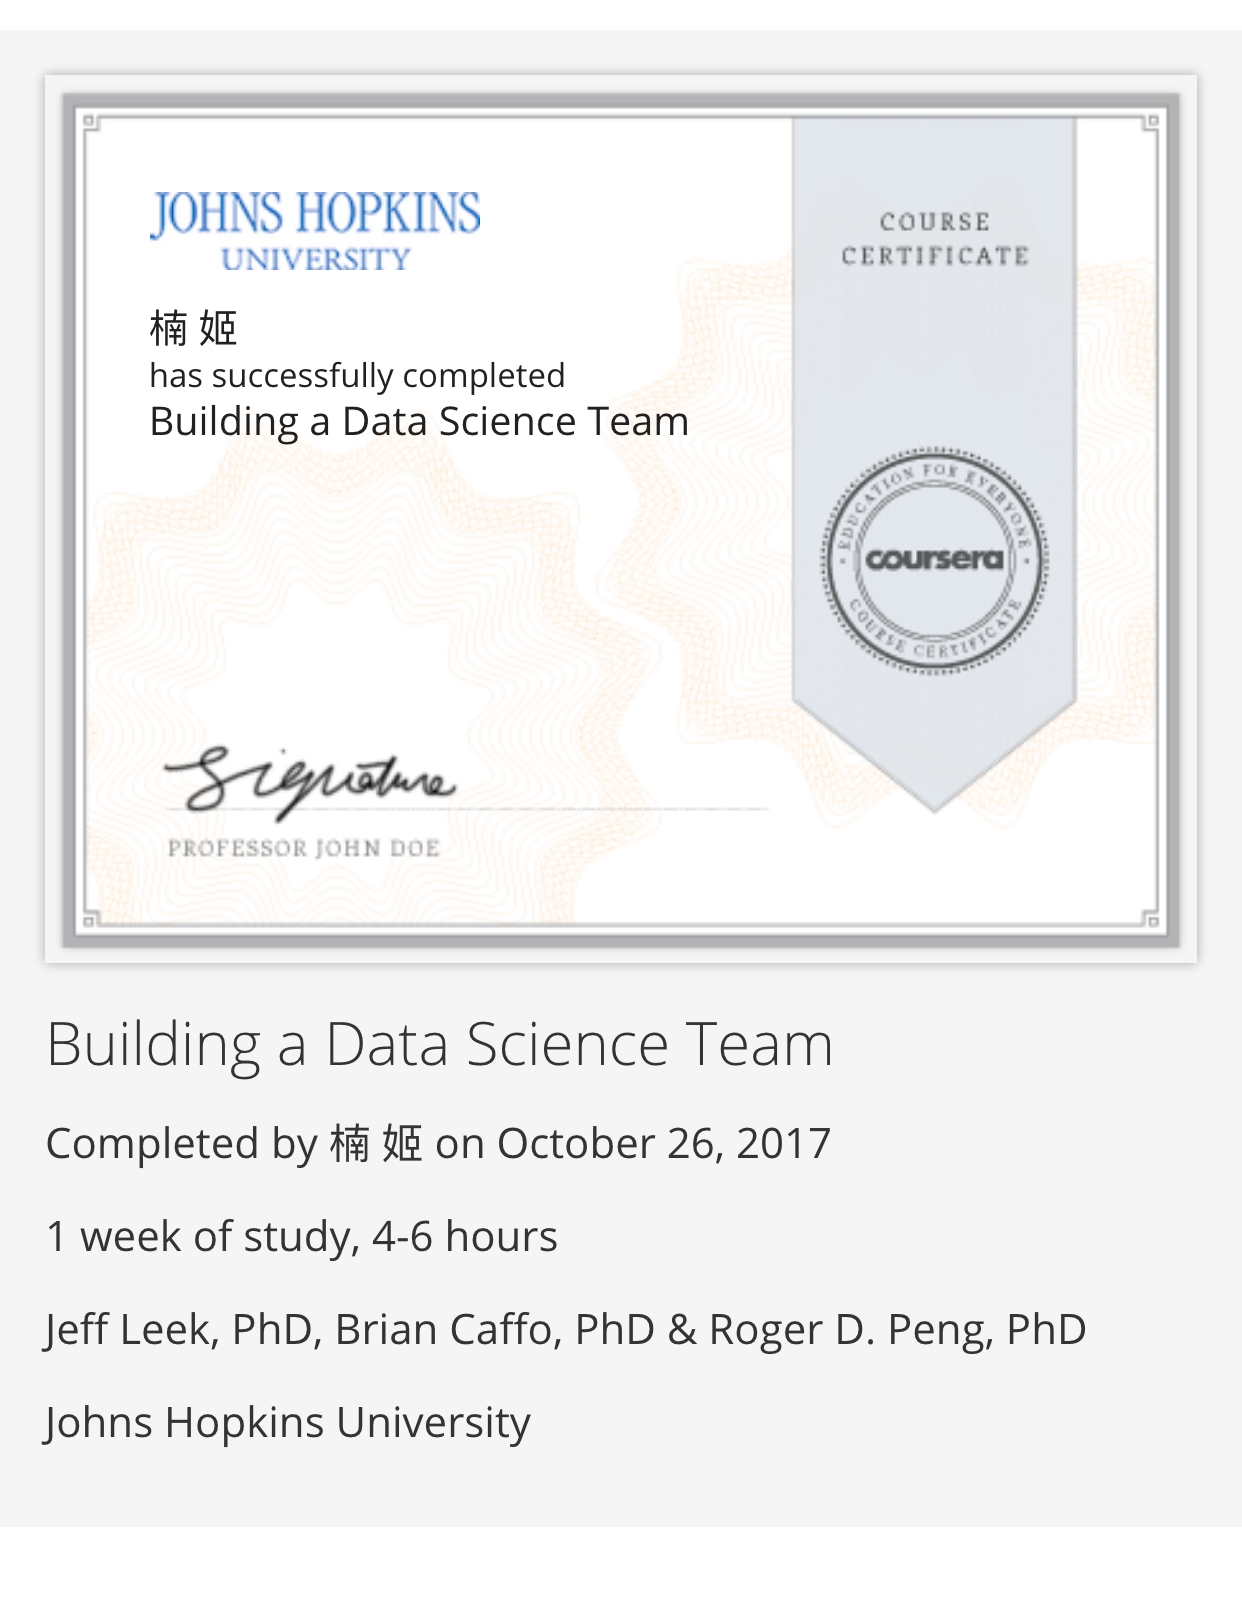 JOHNS HOPKINS
UNIVERSITY
楠 姬
has successfully completed
Building a Data Science Team
COURSE
CERTIFICATE
EDUCATION FOR EVERYONE
coursera
COURSE CERTIFICATE
Signature
PROFESSOR JOHN DOE
Building a Data Science Team
Completed by 楠 姬 on October 26, 2017
1 week of study, 4-6 hours
Jeff Leek, PhD, Brian Caffo, PhD & Roger D. Peng, PhD
Johns Hopkins University